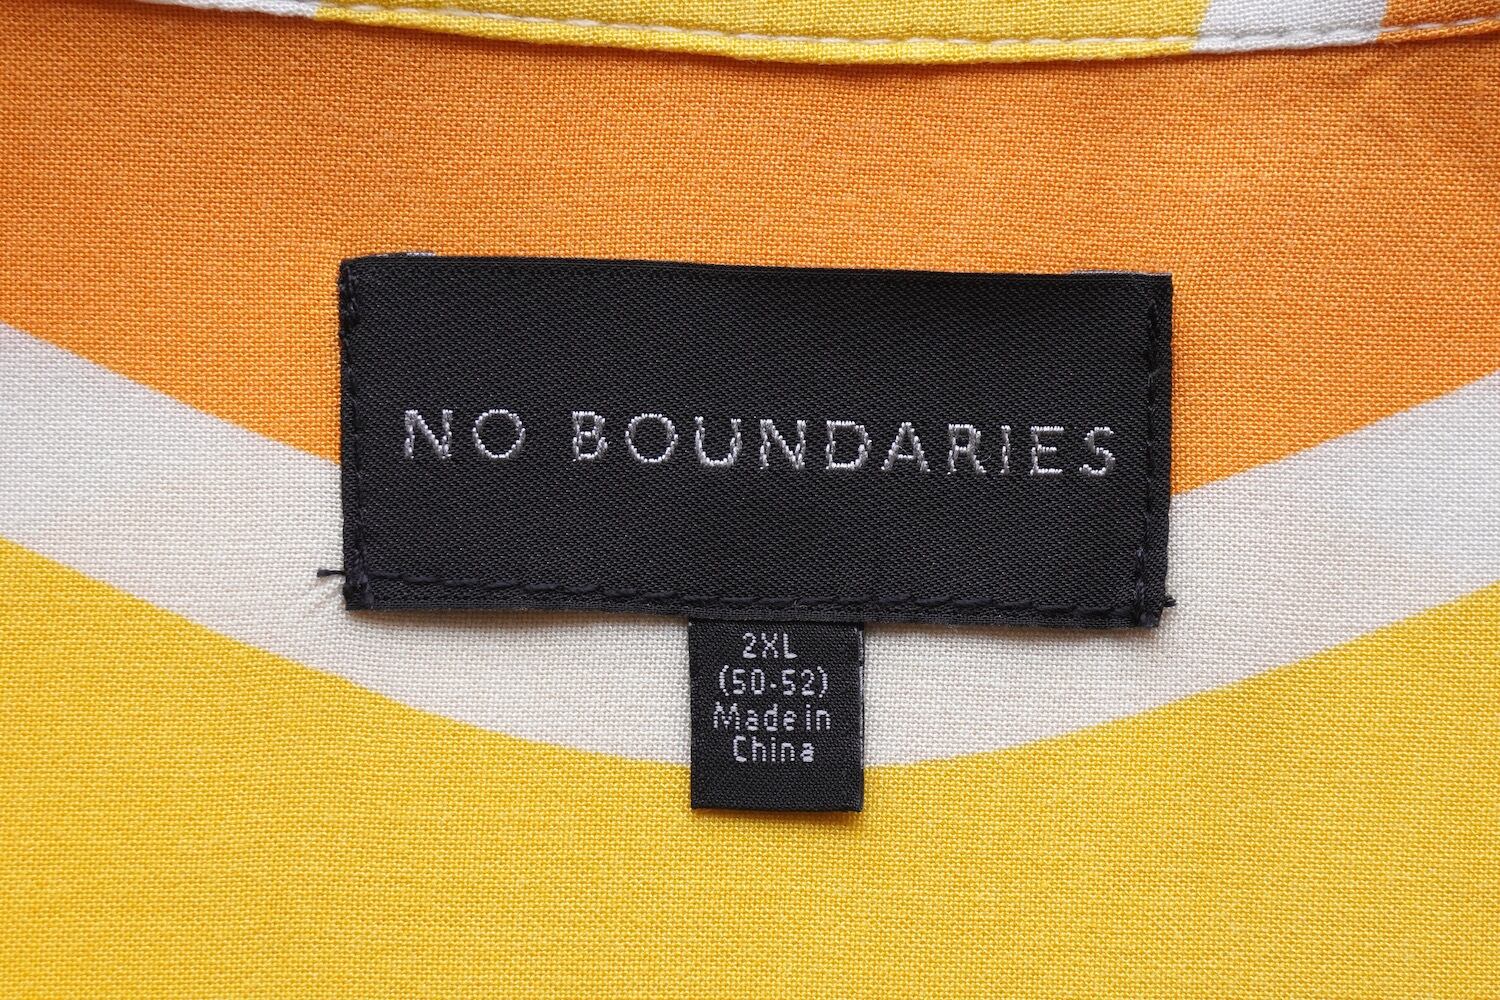 NO BOUNDARIES
2XL
(50-52)
Made in
China